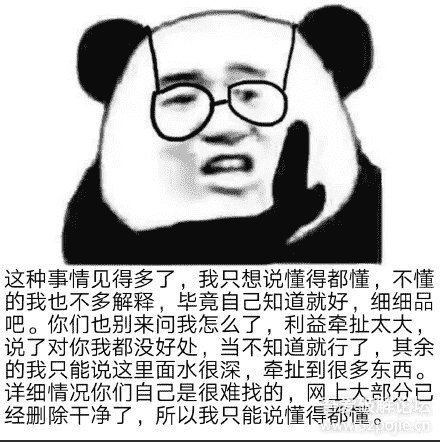 这种事情见得多了，我只想说懂得都懂，不懂
的我也不多解释，毕竟自己知道就好，细细品
吧。你们也别来问我怎么了，利益牵扯太大，
说了对你我都没好处，当不知道就行了，其余
的我只能说这里面水很深，牵扯到很多东西。
详细情况你们自己是很难找的，网上大部分已
经删除干净了，所以我只能说懂得都懂。